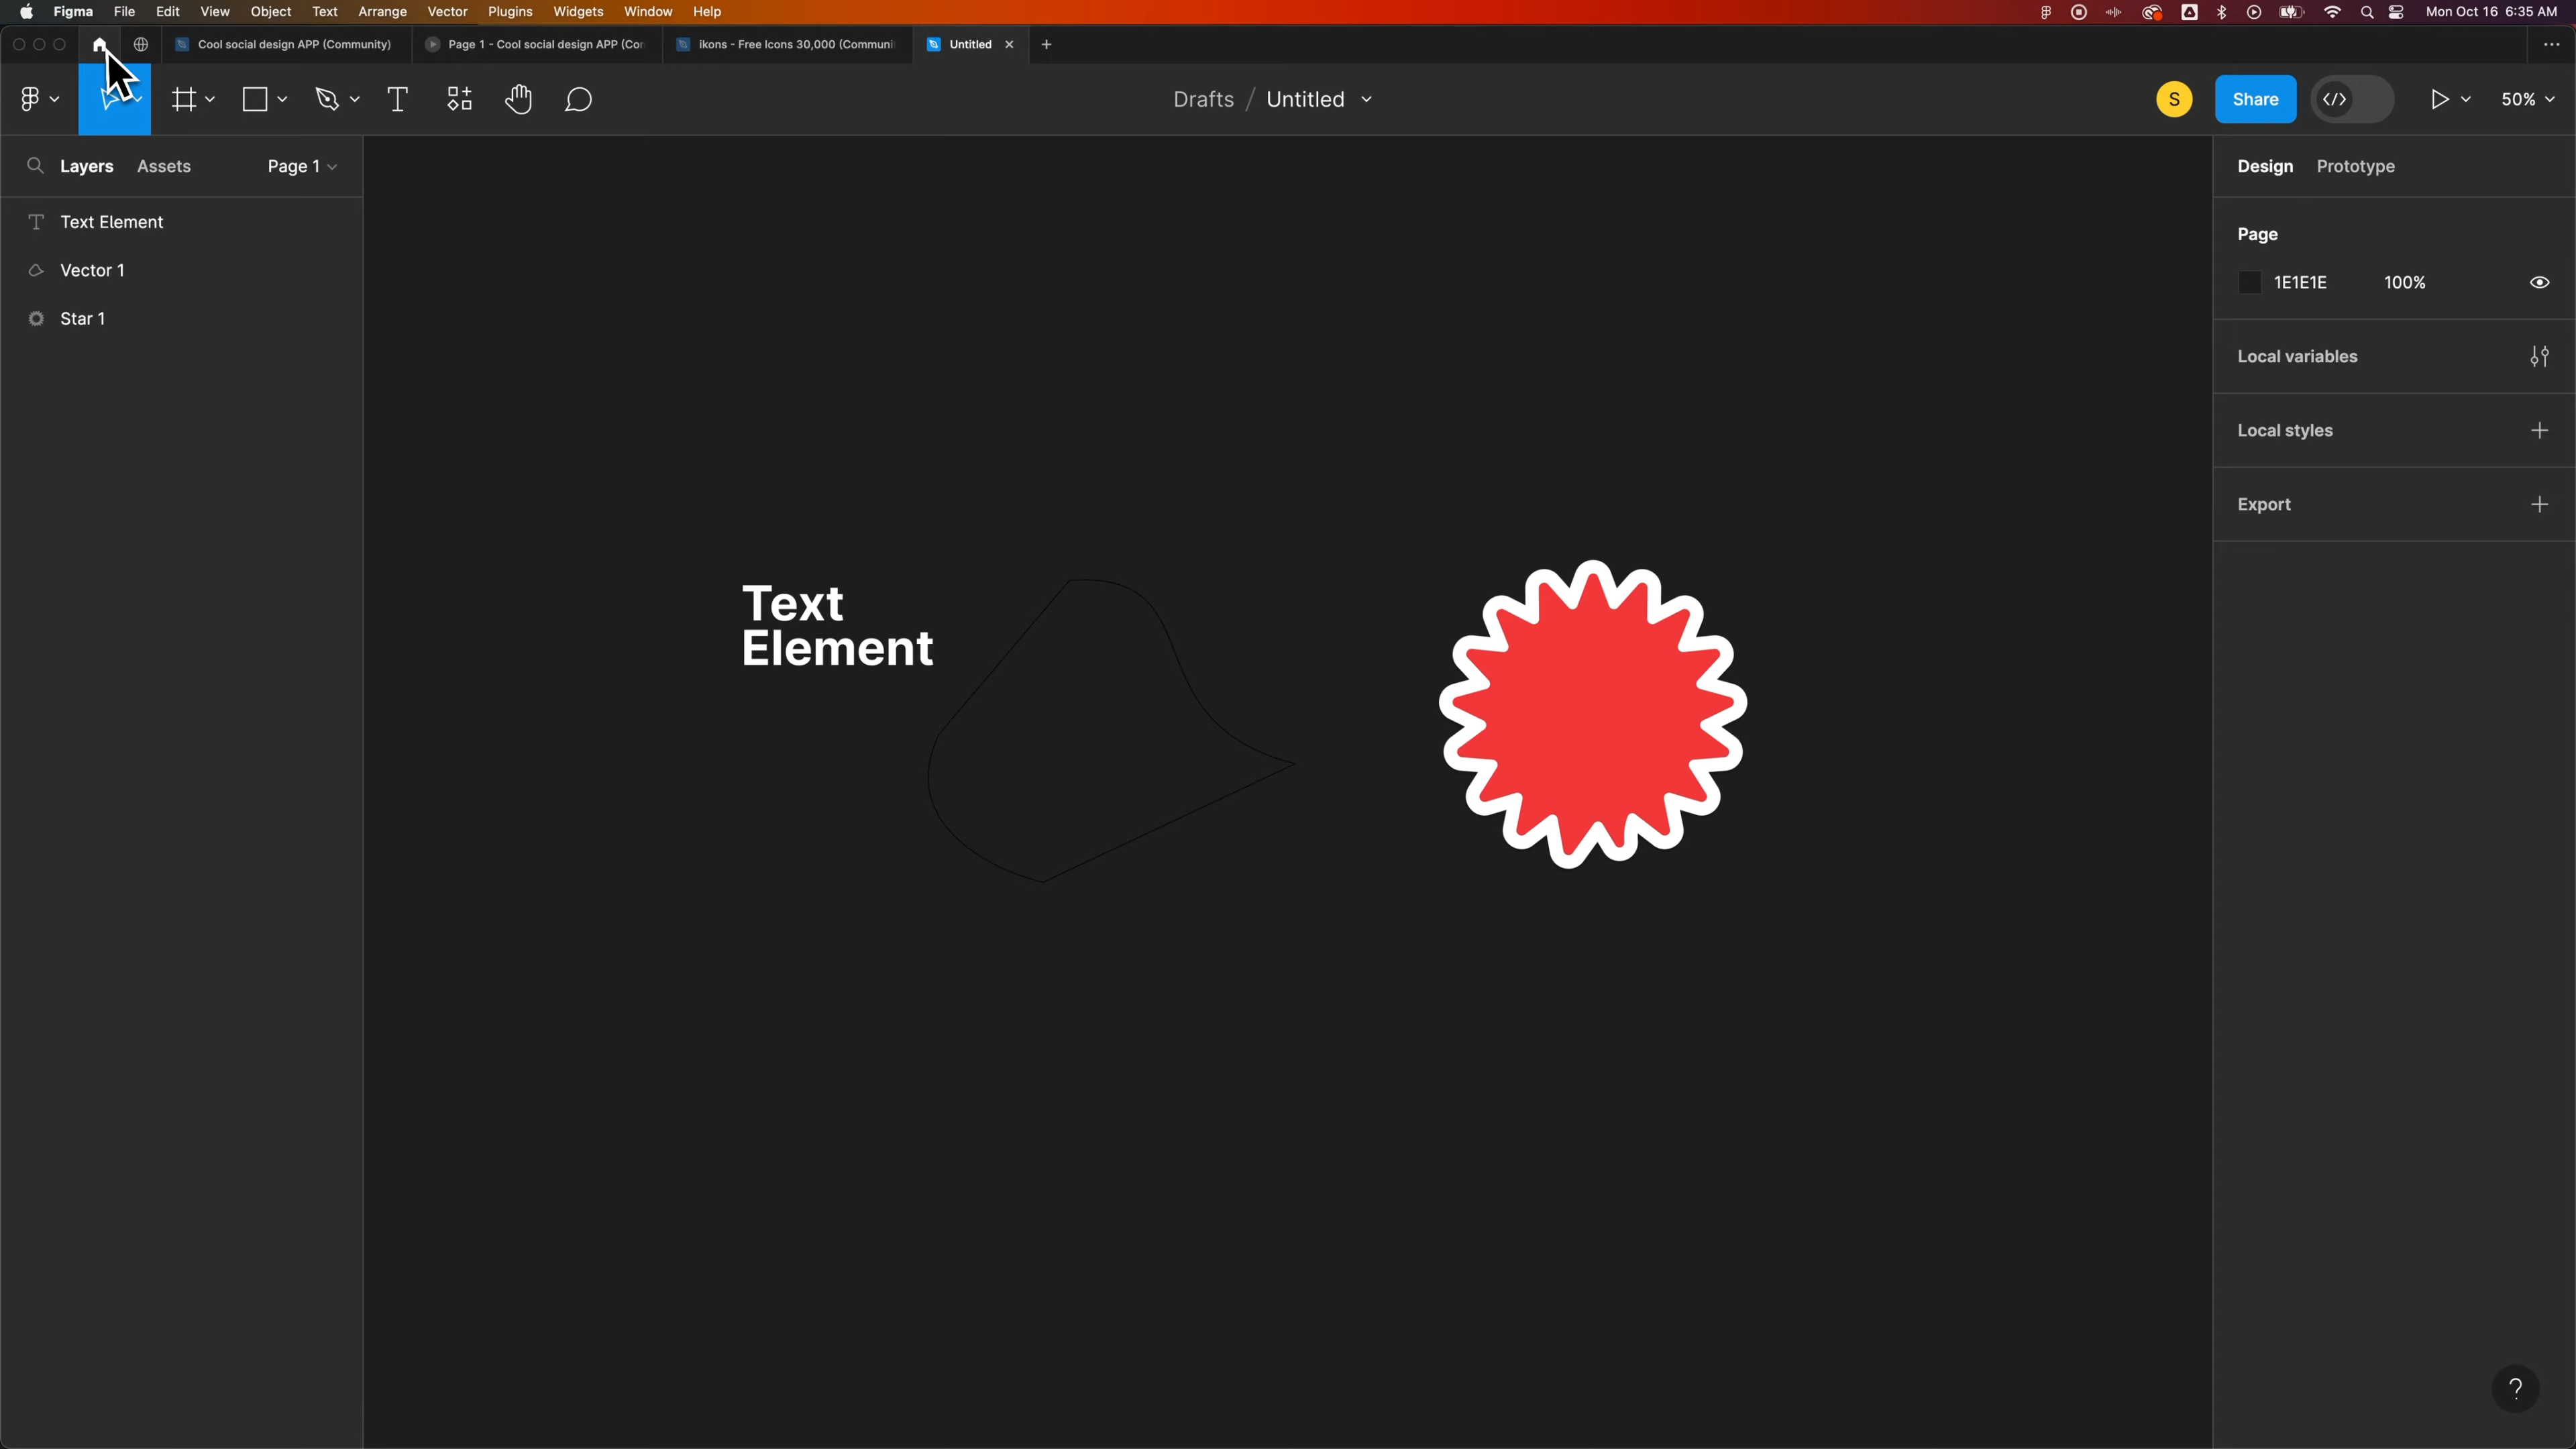 Figma File Edit View Object Text Arrange Vector Plugins Widgets Window Help Mon Oct 16 6:35 AM
Cool social design APP (Community) Page 1 - Cool social design APP (Co ikons - Free Icons 30,000 (Communi Untitled
Drafts / Untitled S Share 50%
Layers Assets Page 1 Design Prototype
Text Element
Page
Vector 1
1E1E1E 100%
Star 1
Local variables
Local styles
Export
Text
Element
?